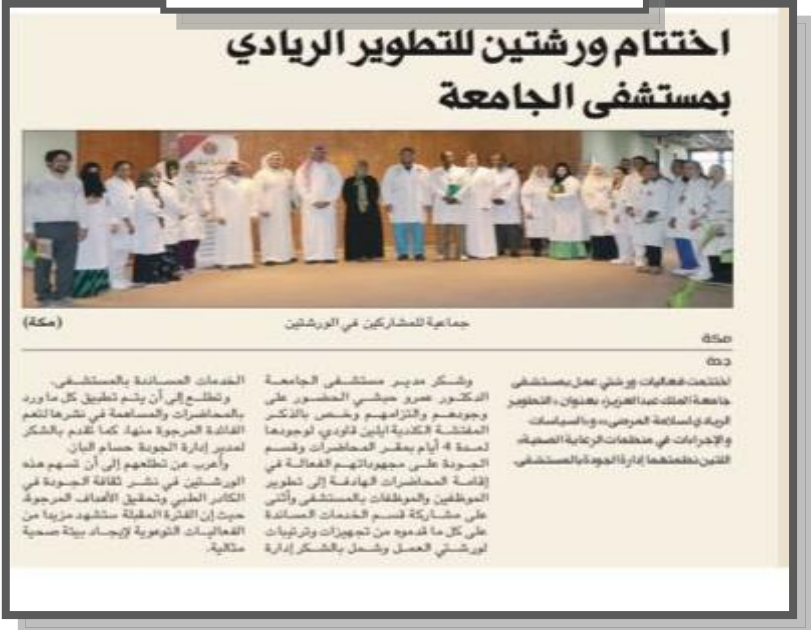 اختتام ورشتين للتطوير الريادي
بمستشفى الجامعة
جماعية للمشاركين في الورشتين
(مكة)
مكة
جدة
اختتمت فعاليات ورشتي عمل بمستشفى
جامعة الملك عبدالعزيز، بعنوان «التطوير
الريادي لسلامة المرضى» و«السياسات
والإجراءات في منظمات الرعاية الصحية»
اللتين نظمتهما إدارة الجودة بالمستشفى.
وشكر مدير مستشفى الجامعة
الدكتور عمرو حبشي الحضور على
وجودهم والتزامهم وخص بالذكر
المفتشة الكندية ايلين قاودي، لوجودها
لمدة 4 أيام بمقر المحاضرات وقسم
الجودة على مجهوداتهم الفعالة في
إقامة المحاضرات الهادفة إلى تطوير
الموظفين والموظفات بالمستشفى وأثنى
على مشاركة قسم الخدمات المساندة
على كل ما قدموه من تجهيزات وترتيبات
لورشتي العمل وشمل بالشكر إدارة
الخدمات المساندة بالمستشفى.
وتطلع إلى أن يتم تطبيق كل ما ورد
بالمحاضرات والمساهمة في نشرها لتعم
الفائدة المرجوة منها، كما تقدم بالشكر
لمدير إدارة الجودة حسام البار.
وأعرب عن تطلعهم إلى أن تسهم هذه
الورشتين في نشر ثقافة الجودة في
الكادر الطبي وتحقيق الأهداف المرجوة،
حيث إن الفترة المقبلة ستشهد مزيدا من
الفعاليات التوعوية لإيجاد بيئة صحية
مثالية.